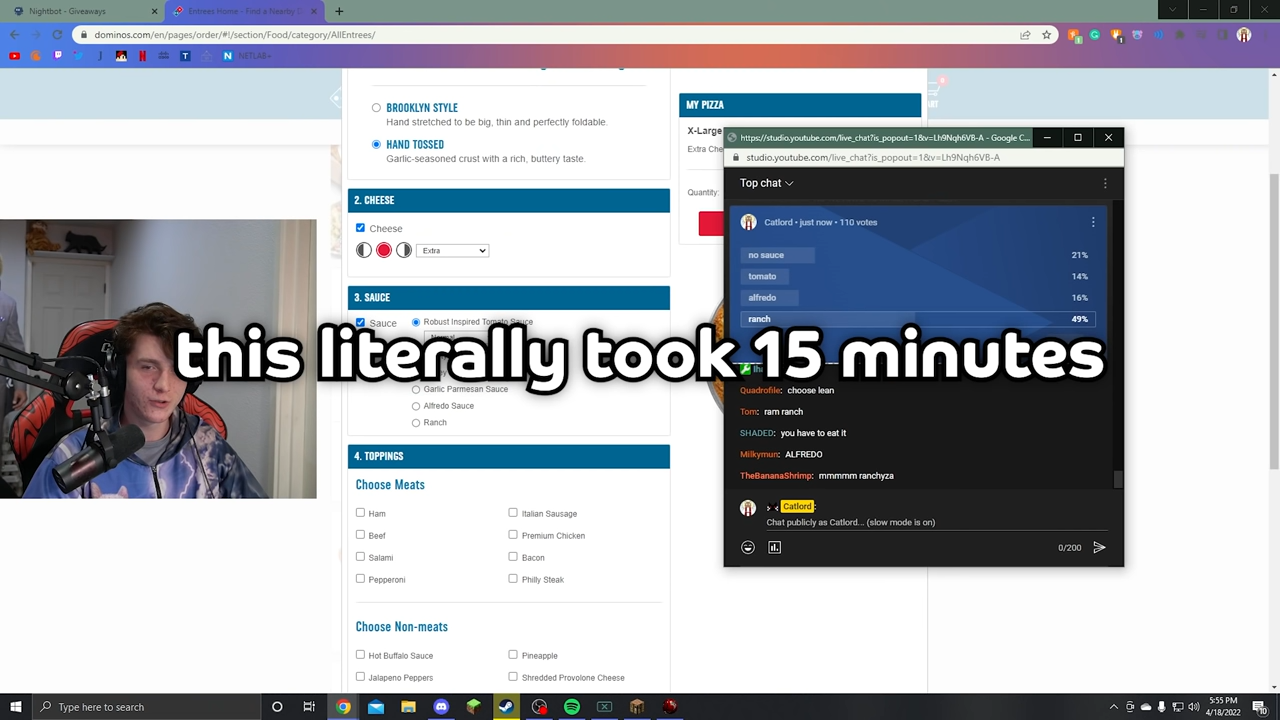 Nightbot - Giveaways
Entrees Home - Find a Nearby D
dominos.com/en/pages/order/#!/section/Food/category/AllEntrees/
NETLAB+
BROOKLYN STYLE
Hand stretched to be big, thin and perfectly foldable.
HAND TOSSED
Garlic-seasoned crust with a rich, buttery taste.
2. CHEESE
Cheese
Extra
3. SAUCE
Sauce
Robust Inspired Tomato Sauce
Garlic Parmesan Sauce
Alfredo Sauce
Ranch
4. TOPPINGS
Choose Meats
Ham
Italian Sausage
Beef
Premium Chicken
Salami
Bacon
Pepperoni
Philly Steak
Choose Non-meats
Hot Buffalo Sauce
Pineapple
Jalapeno Peppers
Shredded Provolone Cheese
MY PIZZA
X-Large
Extra Che
Quantity:
https://studio.youtube.com/live_chat?is_popout=1&v=Lh9Nqh6VB-A - Google C...
studio.youtube.com/live_chat?is_popout=1&v=Lh9Nqh6VB-A
Top chat
Catlord • just now • 110 votes
no sauce 21%
tomato 14%
alfredo 16%
ranch 49%
this literally took 15 minutes
Quadrofile: choose lean
Tom: ram ranch
SHADED: you have to eat it
Milkymun: ALFREDO
TheBananaShrimp: mmmmm ranchyza
Catlord:
Chat publicly as Catlord... (slow mode is on)
0/200
Type here to search
5:55 PM
4/18/2022